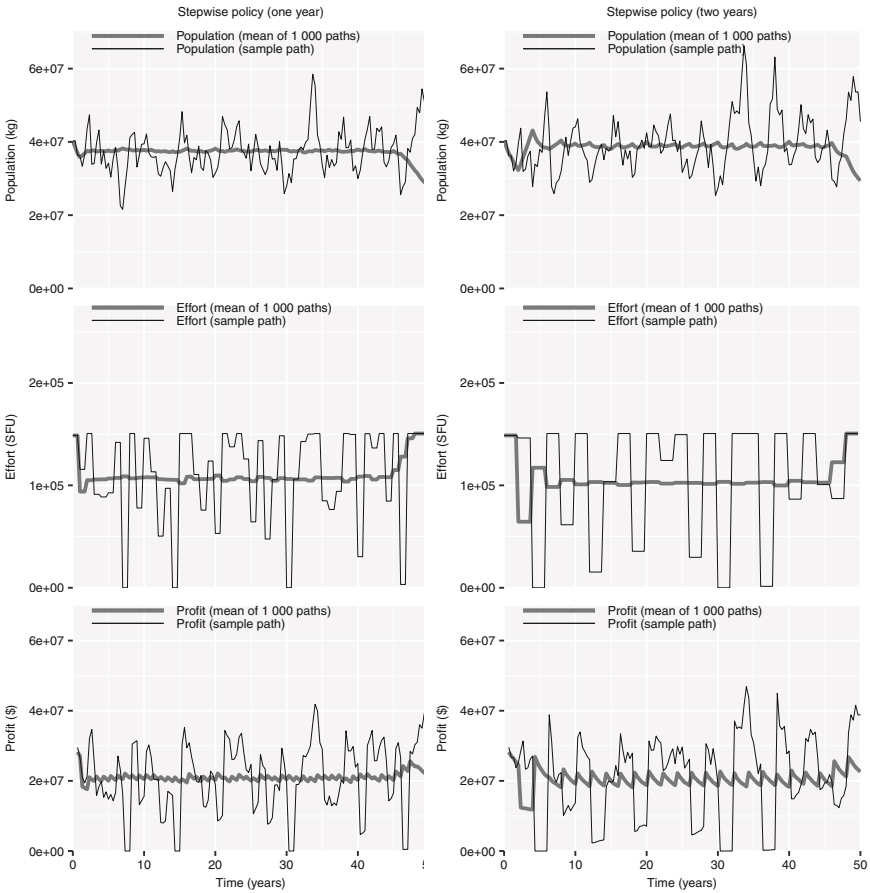 Stepwise policy (one year)
Population (mean of 1 000 paths)
Population (sample path)
6e+07
4e+07
2e+07
0e+00
Population (kg)
Effort (mean of 1 000 paths)
Effort (sample path)
2e+05
1e+05
0e+00
Effort (SFU)
Profit (mean of 1 000 paths)
Profit (sample path)
6e+07
4e+07
2e+07
0e+00
Profit ($)
0 10 20 30 40
Time (years)
Stepwise policy (two years)
Population (mean of 1 000 paths)
Population (sample path)
6e+07
4e+07
2e+07
0e+00
Population (kg)
Effort (mean of 1 000 paths)
Effort (sample path)
2e+05
1e+05
0e+00
Effort (SFU)
Profit (mean of 1 000 paths)
Profit (sample path)
6e+07
4e+07
2e+07
0e+00
Profit ($)
0 10 20 30 40 50
Time (years)